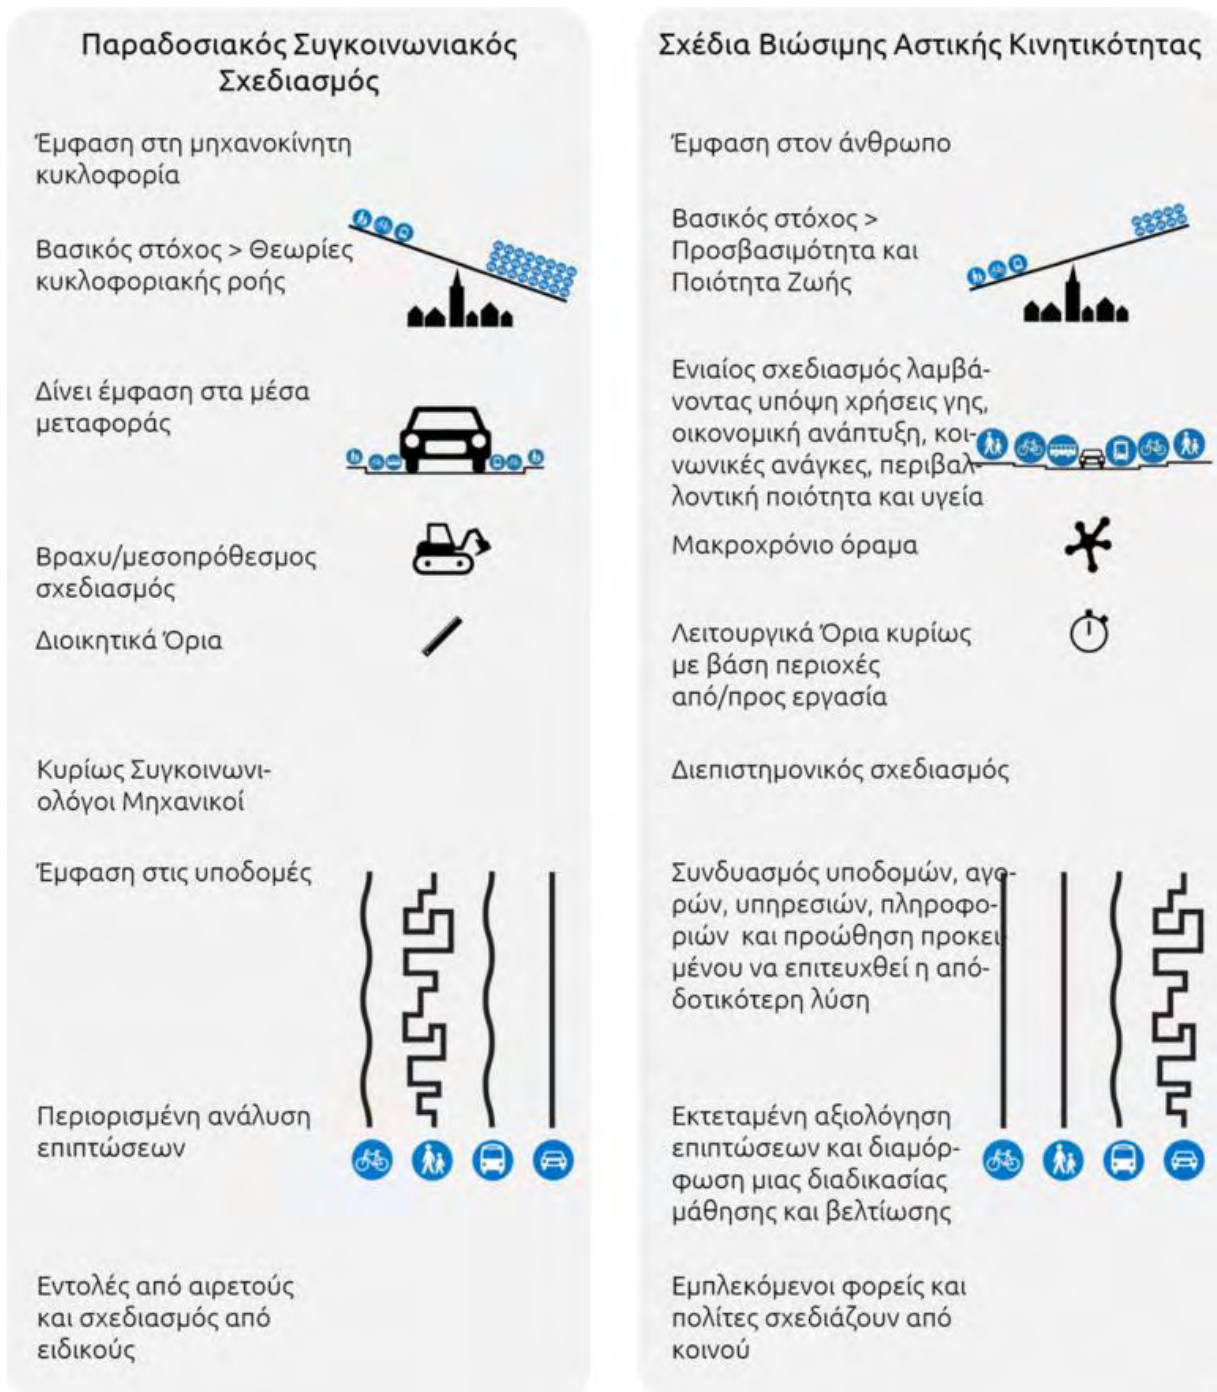 Παραδοσιακός Συγκοινωνιακός
Σχεδιασμός
Έμφαση στη μηχανοκίνητη
κυκλοφορία
Βασικός στόχος > Θεωρίες
κυκλοφοριακής ροής
Δίνει έμφαση στα μέσα
μεταφοράς
Βραχυ/μεσοπρόθεσμος
σχεδιασμός
Διοικητικά Όρια
Κυρίως Συγκοινωνι-
ολόγοι Μηχανικοί
Έμφαση στις υποδομές
Περιορισμένη ανάλυση
επιπτώσεων
Εντολές από αιρετούς
και σχεδιασμός από
ειδικούς
Σχέδια Βιώσιμης Αστικής Κινητικότητας
Έμφαση στον άνθρωπο
Βασικός στόχος >
Προσβασιμότητα και
Ποιότητα Ζωής
Ενιαίος σχεδιασμός λαμβά-
νοντας υπόψη χρήσεις γης,
οικονομική ανάπτυξη, κοι-
νωνικές ανάγκες, περιβαλ-
λοντική ποιότητα και υγεία
Μακροχρόνιο όραμα
Λειτουργικά Όρια κυρίως
με βάση περιοχές
από/προς εργασία
Διεπιστημονικός σχεδιασμός
Συνδυασμός υποδομών, αγο-
ρών, υπηρεσιών, πληροφο-
ριών και προώθηση προκει-
μένου να επιτευχθεί η από-
δοτικότερη λύση
Εκτεταμένη αξιολόγηση
επιπτώσεων και διαμόρ-
φωση μιας διαδικασίας
μάθησης και βελτίωσης
Εμπλεκόμενοι φορείς και
πολίτες σχεδιάζουν από
κοινού